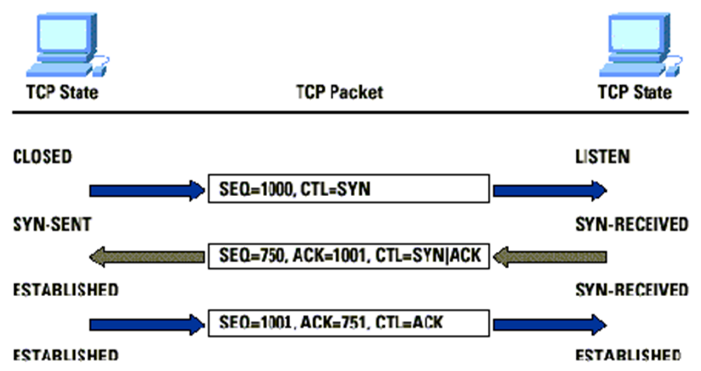 TCP State TCP Packet TCP State
CLOSED LISTEN
SEQ=1000, CTL=SYN
SYN-SENT SYN-RECEIVED
SEQ=750, ACK=1001, CTL=SYN|ACK
ESTABLISHED SYN-RECEIVED
SEQ=1001, ACK=751, CTL=ACK
ESTABLISHED ESTABLISHED